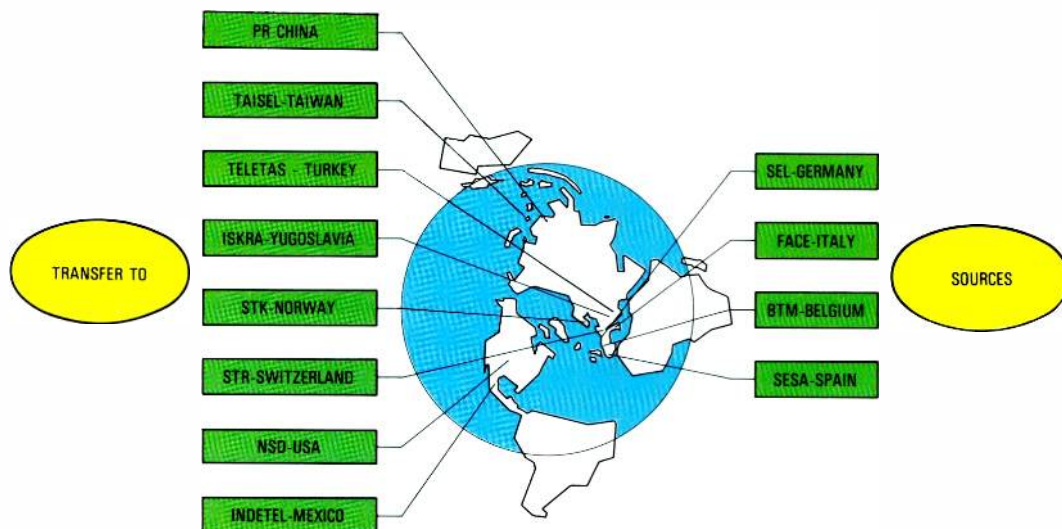 PR CHINA
TAISEL-TAIWAN
TELETAS - TURKEY
ISKRA-YUGOSLAVIA
STK-NORWAY
STR-SWITZERLAND
NSD-USA
INDETEL-MEXICO
TRANSFER TO
SEL-GERMANY
FACE-ITALY
BTM-BELGIUM
SESA-SPAIN
SOURCES